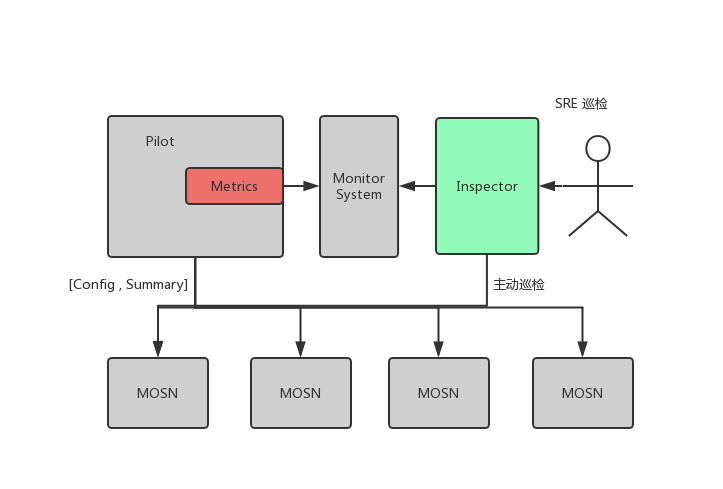 SRE 巡检
Pilot
Metrics
Monitor
System
Inspector
[Config , Summary]
主动巡检
MOSN
MOSN
MOSN
MOSN